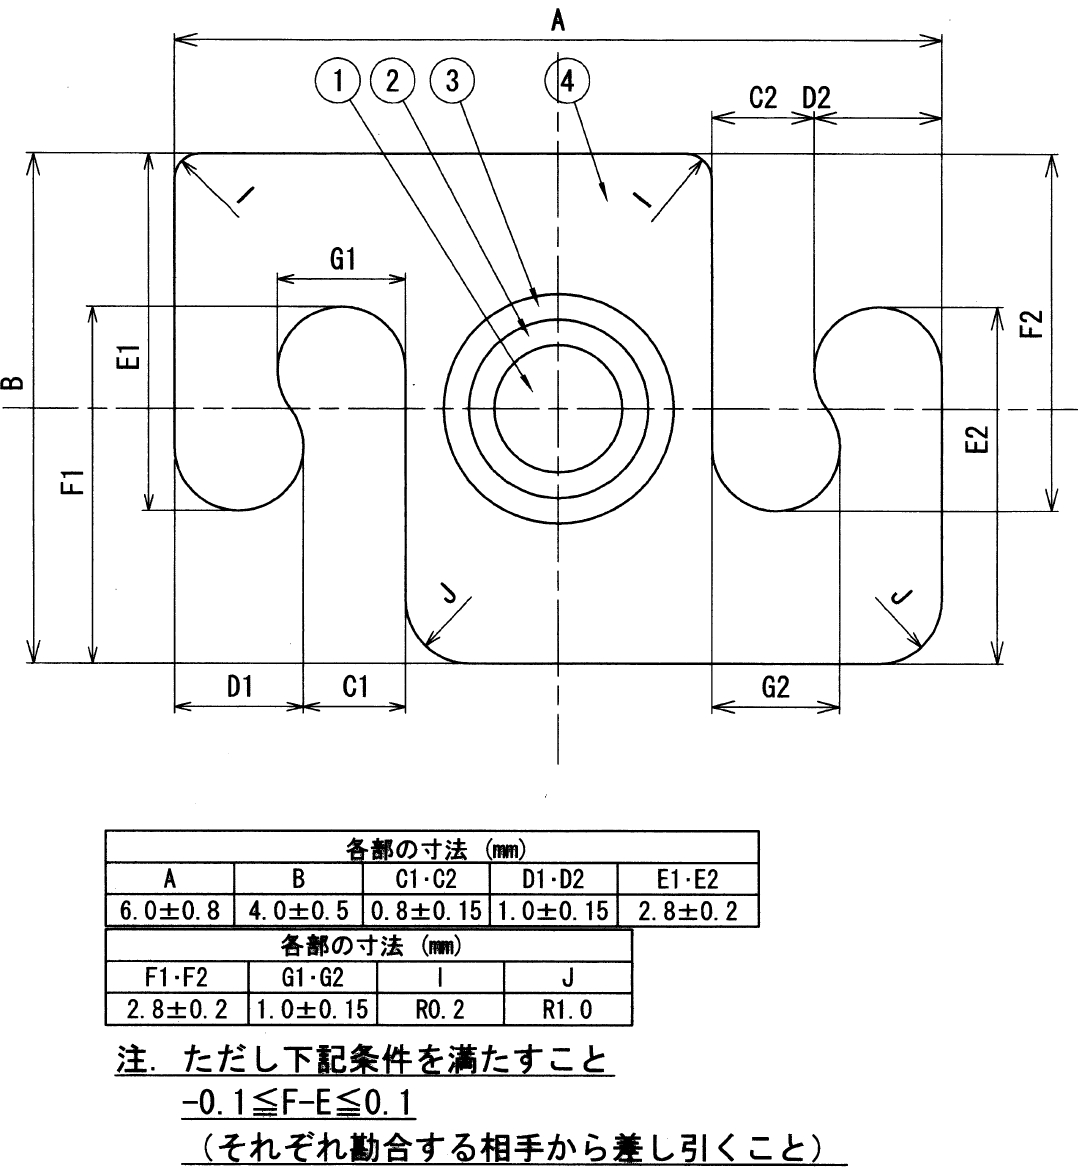 A
① ② ③ ④
C2 D2
I I
G1
E1
F2
B
E2
F1
J J
D1 C1
G2
各部の寸法 (mm)
A B C1·C2 D1·D2 E1·E2
6.0±0.8 4.0±0.5 0.8±0.15 1.0±0.15 2.8±0.2
各部の寸法 (mm)
F1·F2 G1·G2 I J
2.8±0.2 1.0±0.15 R0.2 R1.0
注. ただし下記条件を満たすこと
-0.1≦F-E≦0.1
(それぞれ勘合する相手から差し引くこと)